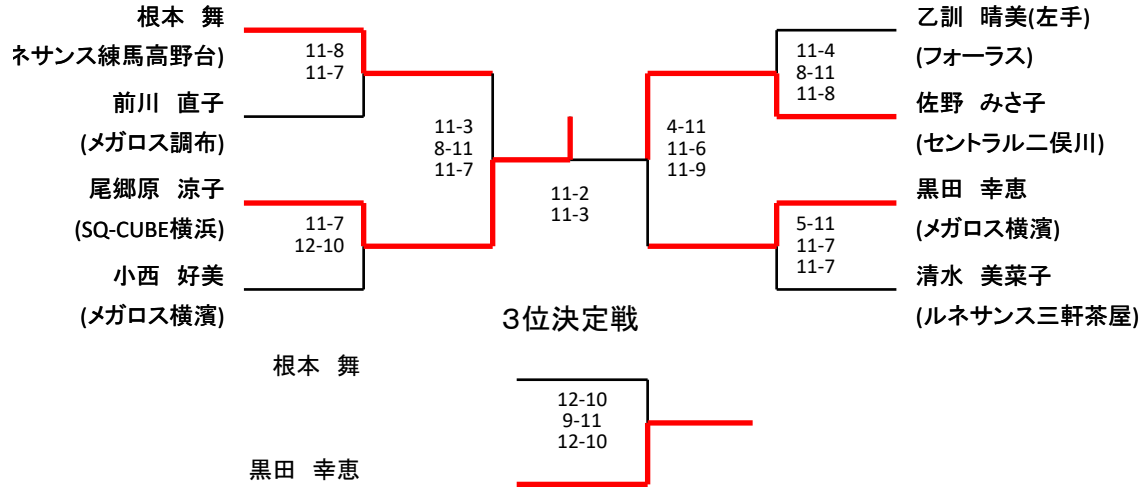 根本　舞
ネサンス練馬高野台)
前川　直子
(メガロス調布)
尾郷原　涼子
(SQ-CUBE横浜)
小西　好美
(メガロス横濱)
11-8
11-7
11-7
12-10
11-3
8-11
11-7
11-2
11-3
4-11
11-6
11-9
11-4
8-11
11-8
5-11
11-7
11-7
乙訓　晴美(左手)
(フォーラス)
佐野　みさ子
(セントラル二俣川)
黒田　幸恵
(メガロス横濱)
清水　美菜子
(ルネサンス三軒茶屋)
３位決定戦
根本　舞
黒田　幸恵
12-10
9-11
12-10